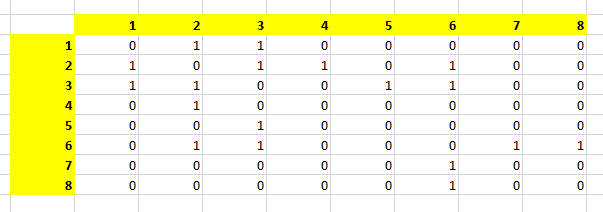 1 2 3 4 5 6 7 8
1 0 1 1 0 0 0 0 0
2 1 0 1 1 0 1 0 0
3 1 1 0 0 1 1 0 0
4 0 1 0 0 0 0 0 0
5 0 0 1 0 0 0 0 0
6 0 1 1 0 0 0 1 1
7 0 0 0 0 0 1 0 0
8 0 0 0 0 0 1 0 0